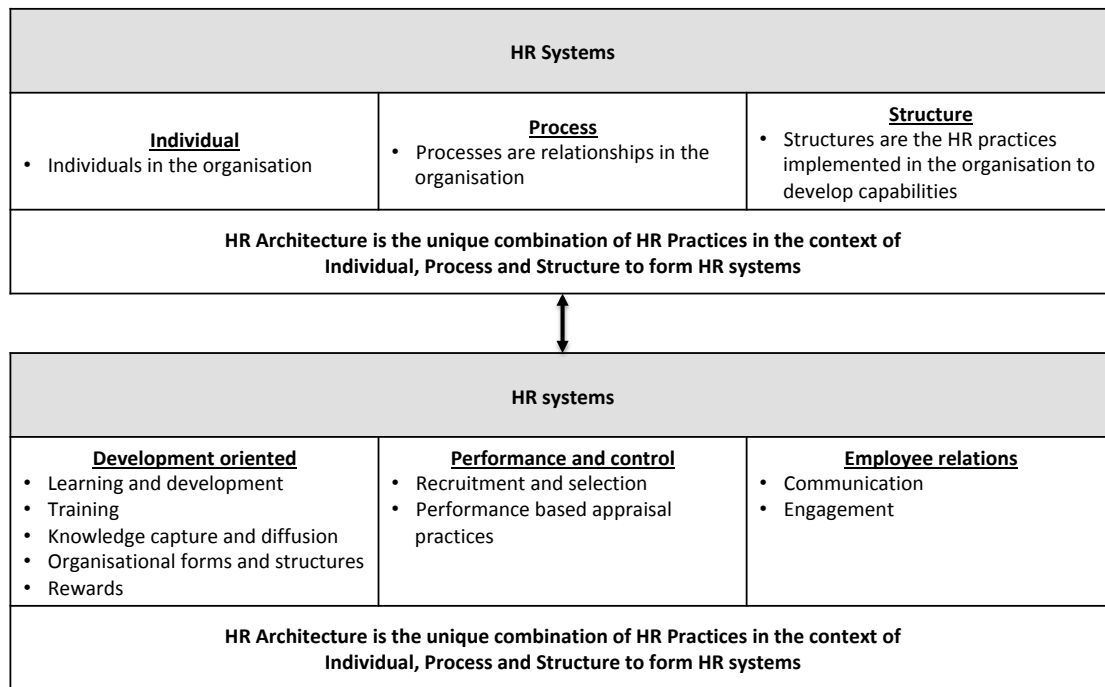 HR Systems
Individual
• Individuals in the organisation
Process
• Processes are relationships in the
organisation
Structure
• Structures are the HR practices
implemented in the organisation to
develop capabilities
HR Architecture is the unique combination of HR Practices in the context of
Individual, Process and Structure to form HR systems
HR systems
Development oriented
• Learning and development
• Training
• Knowledge capture and diffusion
• Organisational forms and structures
• Rewards
Performance and control
• Recruitment and selection
• Performance based appraisal
practices
Employee relations
• Communication
• Engagement
HR Architecture is the unique combination of HR Practices in the context of
Individual, Process and Structure to form HR systems